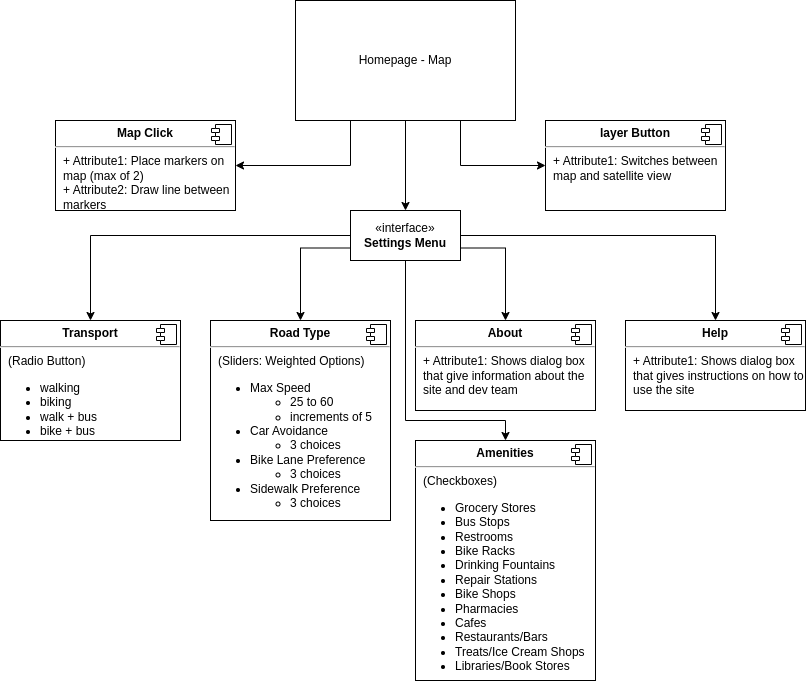 Homepage - Map
Map Click
+ Attribute1: Place markers on
map (max of 2)
+ Attribute2: Draw line between
markers
layer Button
+ Attribute1: Switches between
map and satellite view
«interface»
Settings Menu
Transport
(Radio Button)
walking
biking
walk + bus
bike + bus
Road Type
(Sliders: Weighted Options)
Max Speed
25 to 60
increments of 5
Car Avoidance
3 choices
Bike Lane Preference
3 choices
Sidewalk Preference
3 choices
About
+ Attribute1: Shows dialog box
that give information about the
site and dev team
Help
+ Attribute1: Shows dialog box
that gives instructions on how to
use the site
Amenities
(Checkboxes)
Grocery Stores
Bus Stops
Restrooms
Bike Racks
Drinking Fountains
Repair Stations
Bike Shops
Pharmacies
Cafes
Restaurants/Bars
Treats/Ice Cream Shops
Libraries/Book Stores